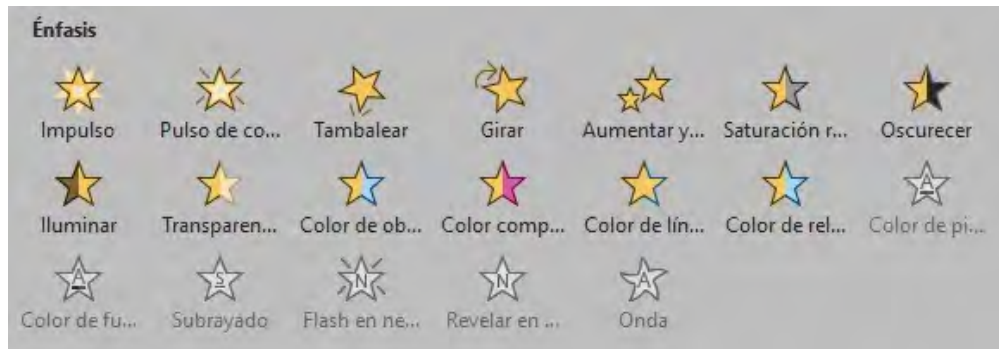 Énfasis
Impulso Pulso de co... Tambalear Girar Aumentar y... Saturación r... Oscurecer
Iluminar Transparen... Color de ob... Color comp... Color de lín... Color de rel... Color de pi...
A
A S N N A
Color de fu... Subrayado Flash en ne... Revelar en ... Onda